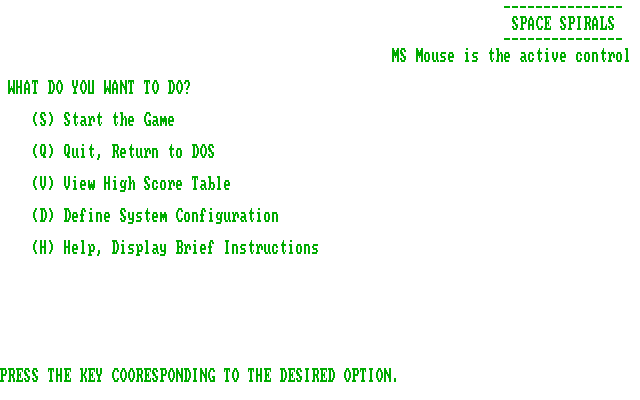 ---------------
SPACE SPIRALS
---------------
MS Mouse is the active control
WHAT DO YOU WANT TO DO?
(S) Start the Game
(Q) Quit, Return to DOS
(V) View High Score Table
(D) Define System Configuration
(H) Help, Display Brief Instructions
PRESS THE KEY COORESPONDING TO THE DESIRED OPTION.